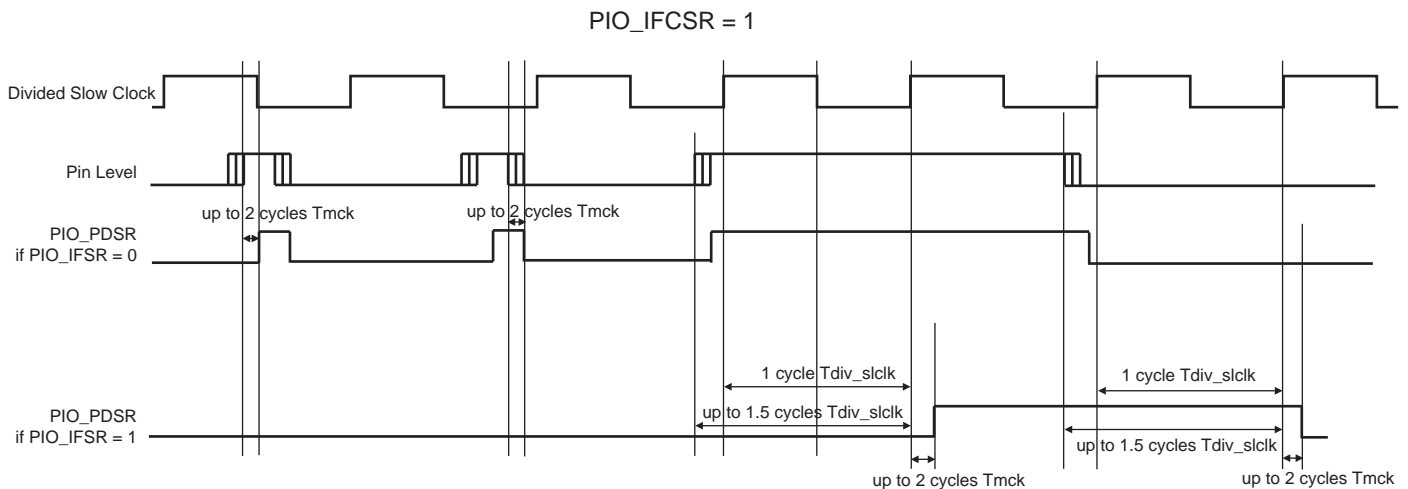 PIO_IFCSR = 1
Divided Slow Clock
Pin Level
up to 2 cycles Tmck
up to 2 cycles Tmck
PIO_PDSR
if PIO_IFSR = 0
1 cycle Tdiv_slclk
1 cycle Tdiv_slclk
PIO_PDSR
if PIO_IFSR = 1
up to 1.5 cycles Tdiv_slclk
up to 1.5 cycles Tdiv_slclk
up to 2 cycles Tmck
up to 2 cycles Tmck